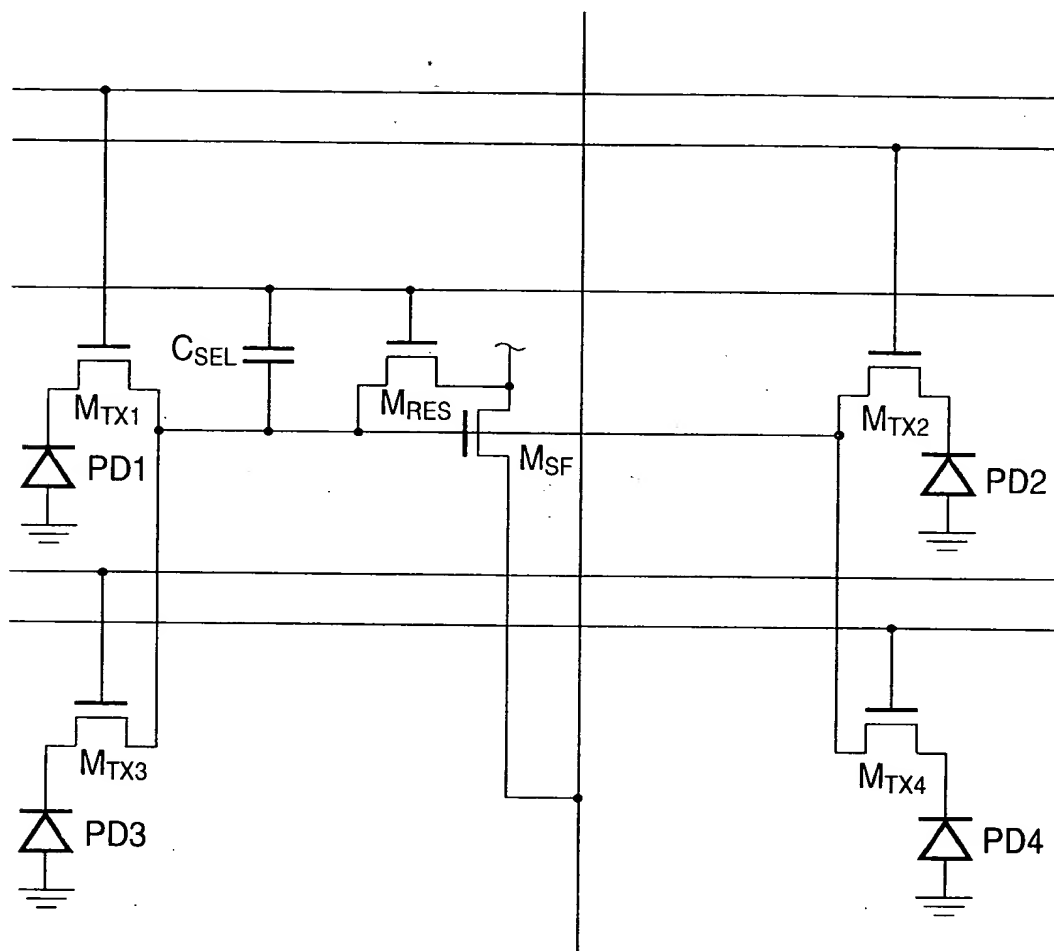 C_SEL
M_TX1
M_RES
M_TX2
M_SF
PD1
PD2
M_TX3
M_TX4
PD3
PD4